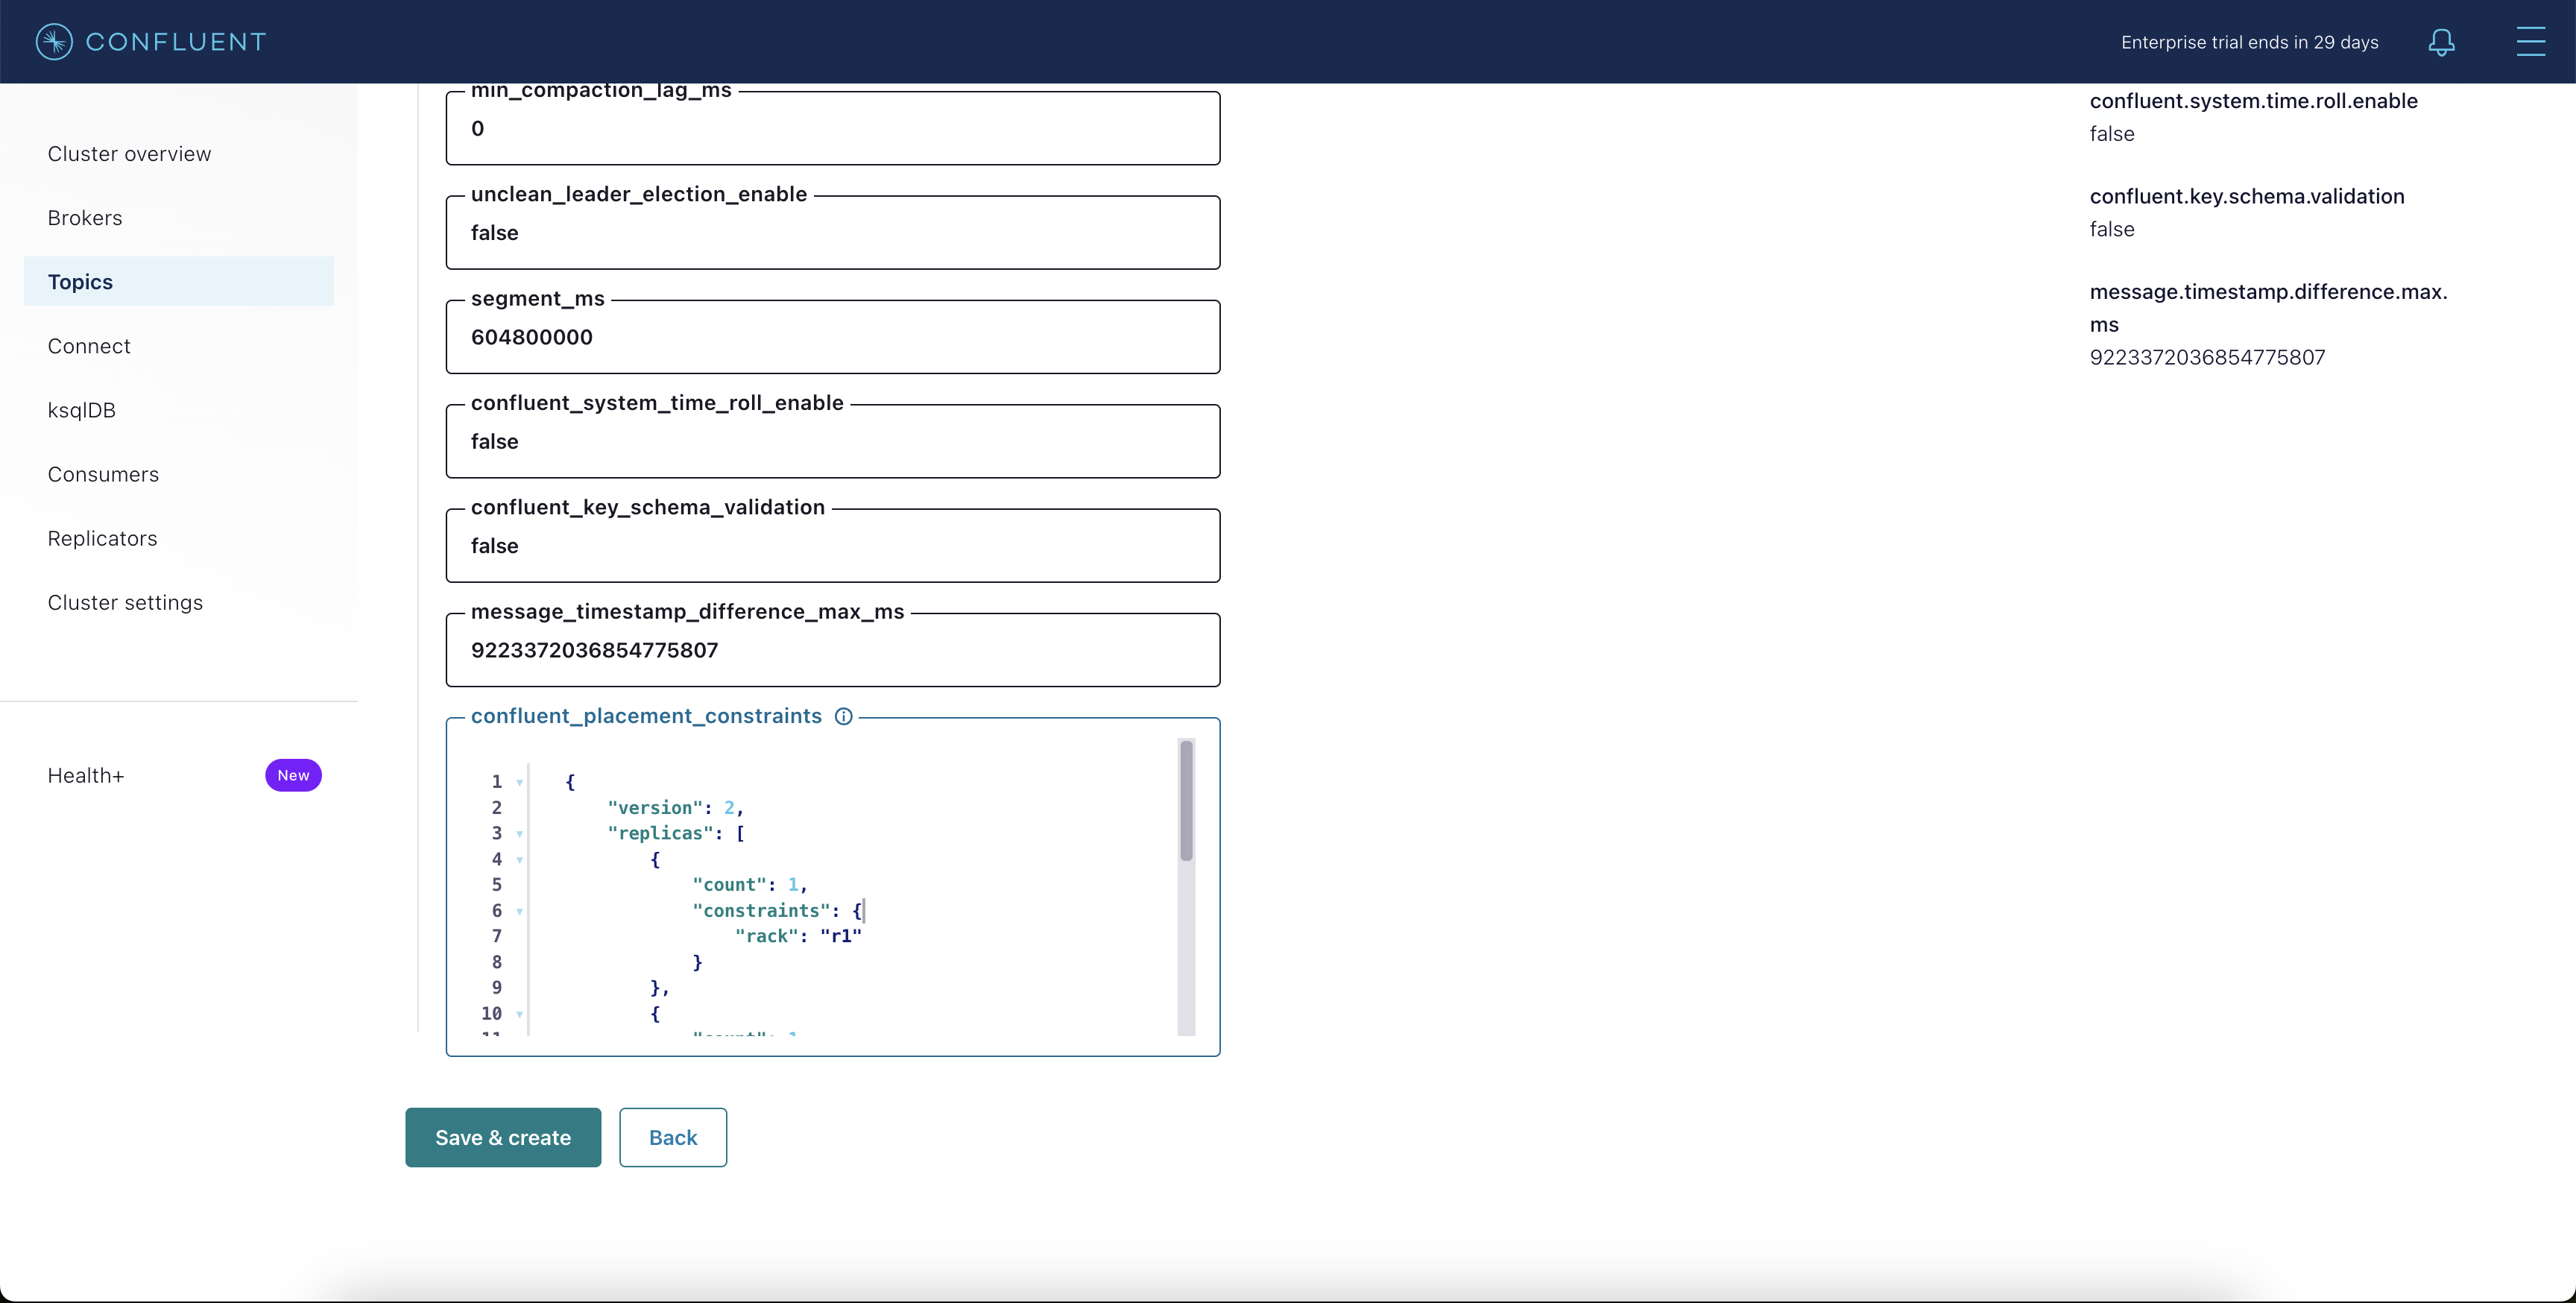 CONFLUENT
Enterprise trial ends in 29 days
Cluster overview
Brokers
Topics
Connect
ksqlDB
Consumers
Replicators
Cluster settings
Health+
New
min_compaction_lag_ms
0
unclean_leader_election_enable
false
segment_ms
604800000
confluent_system_time_roll_enable
false
confluent_key_schema_validation
false
message_timestamp_difference_max_ms
9223372036854775807
confluent_placement_constraints
1 {
2 "version": 2,
3 "replicas": [
4 {
5 "count": 1,
6 "constraints": {
7 "rack": "r1"
8 }
9 },
10 {
11 "count": 1
Save & create
Back
confluent.system.time.roll.enable
false
confluent.key.schema.validation
false
message.timestamp.difference.max.
ms
9223372036854775807